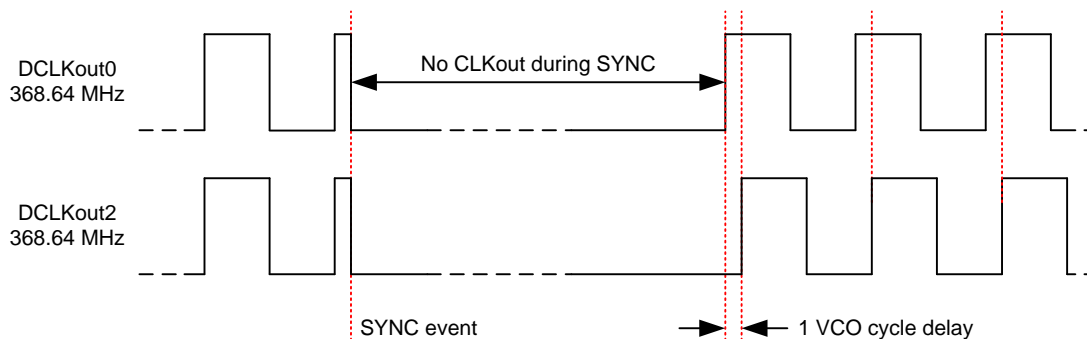 DCLKout0
368.64 MHz
No CLKout during SYNC
DCLKout2
368.64 MHz
SYNC event
1 VCO cycle delay